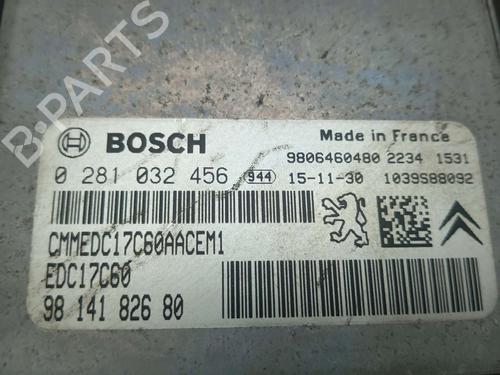 B-PARTS
BOSCH
Made in France
9806460480 2234 1531
0 281 032 456 944 15-11-30 1039S88092
CMMEDC17C60AACEM1
EDC17C60
98 141 826 80